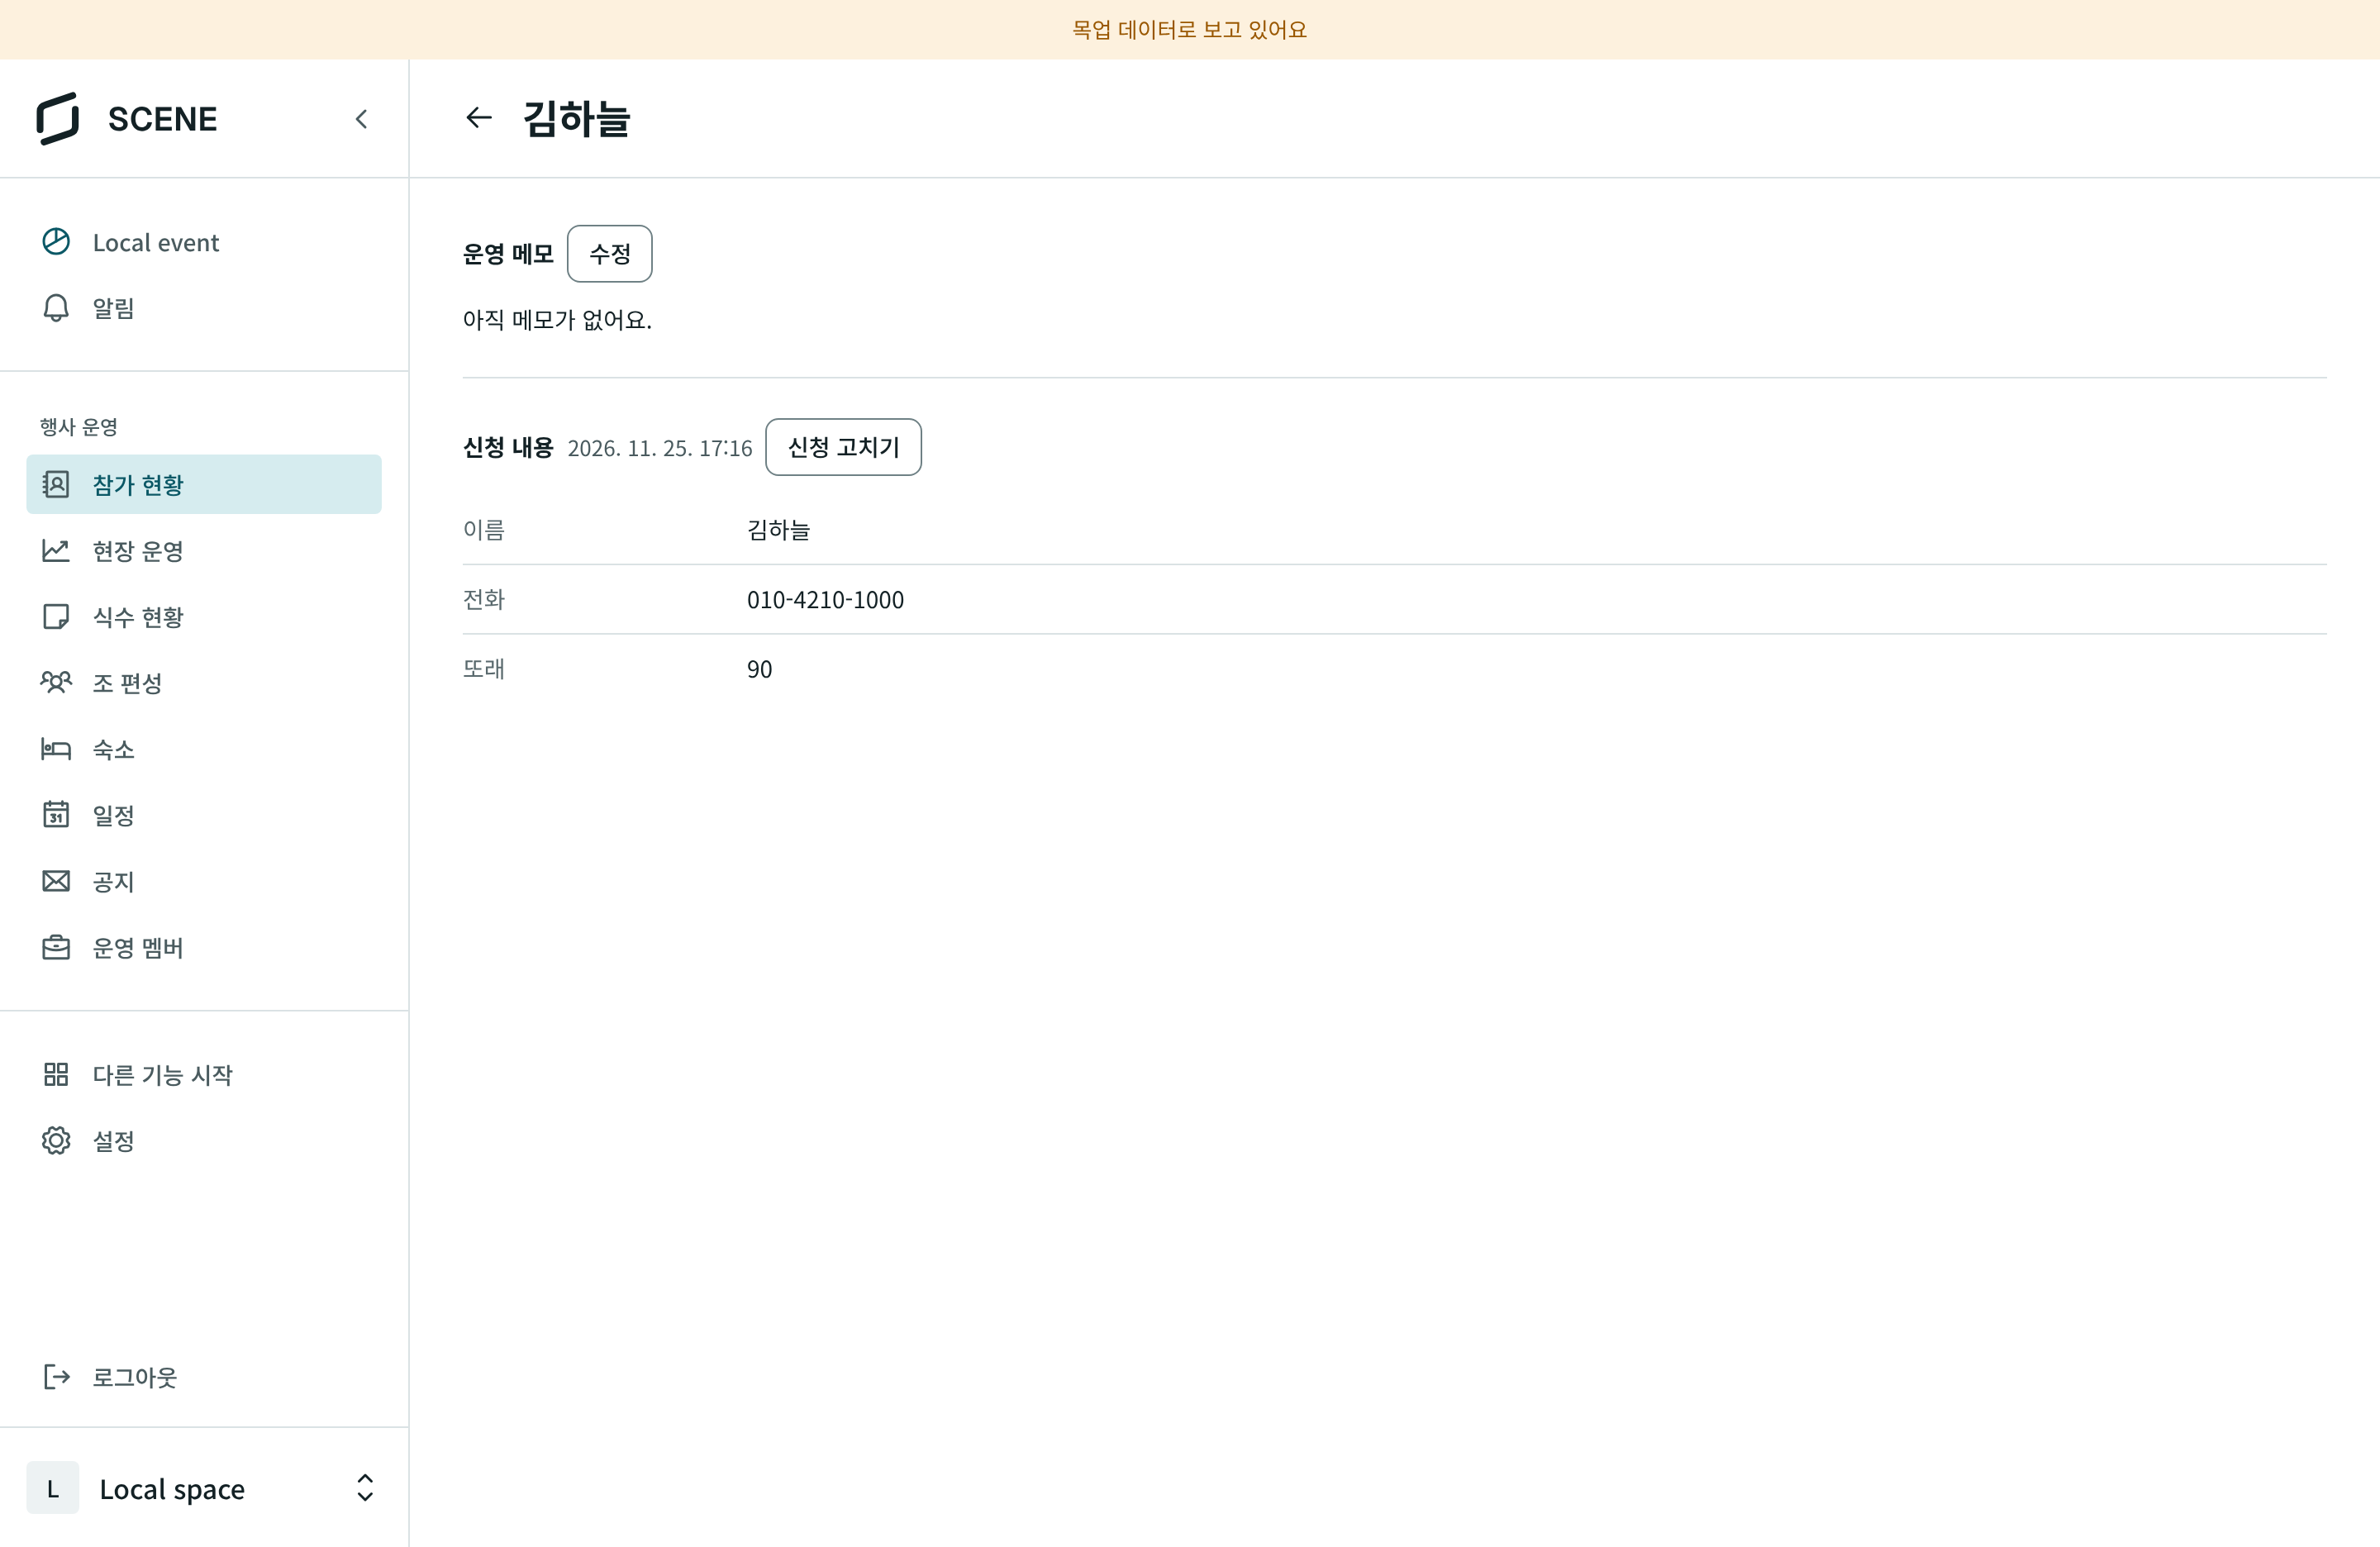 목업 데이터로 보고 있어요
SCENE
김하늘
Local event
알림
행사 운영
참가 현황
현장 운영
식수 현황
조 편성
숙소
31
일정
공지
운영 멤버
다른 기능 시작
설정
로그아웃
L
Local space
운영 메모
수정
아직 메모가 없어요.
신청 내용 2026. 11. 25. 17:16
신청 고치기
이름 김하늘
전화 010-4210-1000
또래 90